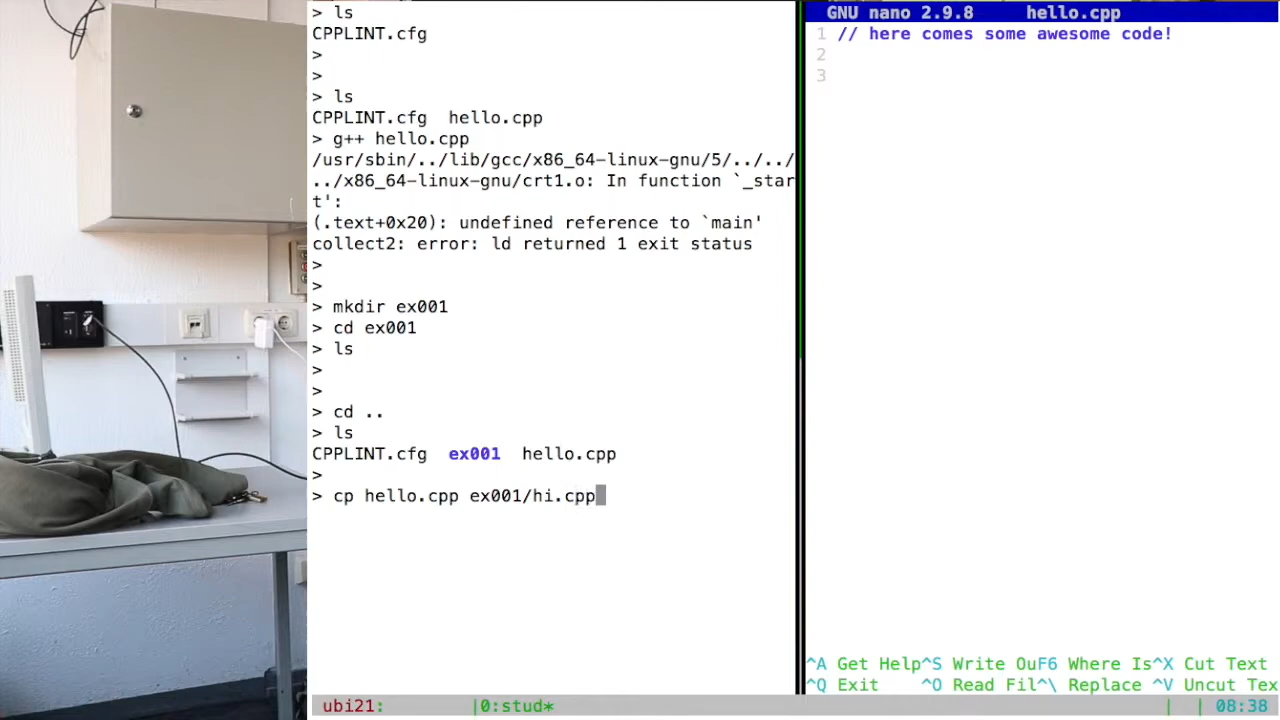 > ls
CPPLINT.cfg
>
>
> ls
CPPLINT.cfg hello.cpp
> g++ hello.cpp
/usr/sbin/../lib/gcc/x86_64-linux-gnu/5/../../
../x86_64-linux-gnu/crt1.o: In function `_star
t':
(.text+0x20): undefined reference to `main'
collect2: error: ld returned 1 exit status
>
>
> mkdir ex001
> cd ex001
> ls
>
>
> cd ..
> ls
CPPLINT.cfg ex001 hello.cpp
>
> cp hello.cpp ex001/hi.cpp
ubi21: |0:stud*
GNU nano 2.9.8 hello.cpp
1 // here comes some awesome code!
2
3
^A Get Help^S Write OuF6 Where Is^X Cut Text
^Q Exit ^O Read Fil^\ Replace ^V Uncut Tex
| | 08:38